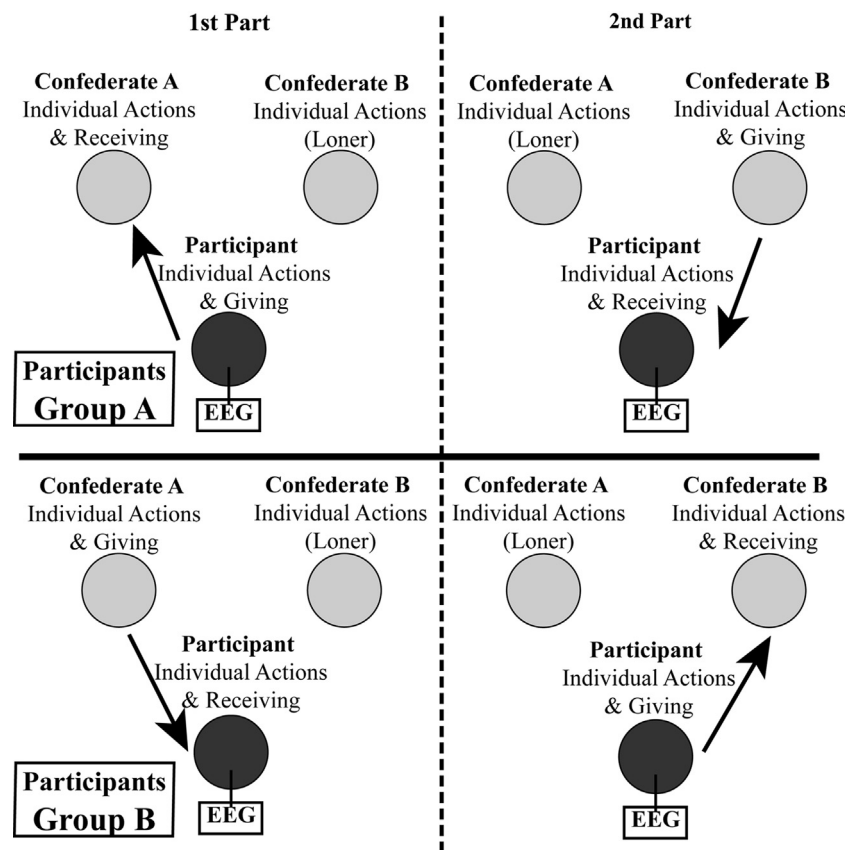 1st Part
Confederate A
Individual Actions
& Receiving
Confederate B
Individual Actions
(Loner)
Participant
Individual Actions
& Giving
Participants
Group A
EEG
2nd Part
Confederate A
Individual Actions
(Loner)
Confederate B
Individual Actions
& Giving
Participant
Individual Actions
& Receiving
EEG
Confederate A
Individual Actions
& Giving
Confederate B
Individual Actions
(Loner)
Participant
Individual Actions
& Receiving
Participants
Group B
EEG
Confederate A
Individual Actions
(Loner)
Confederate B
Individual Actions
& Receiving
Participant
Individual Actions
& Giving
EEG